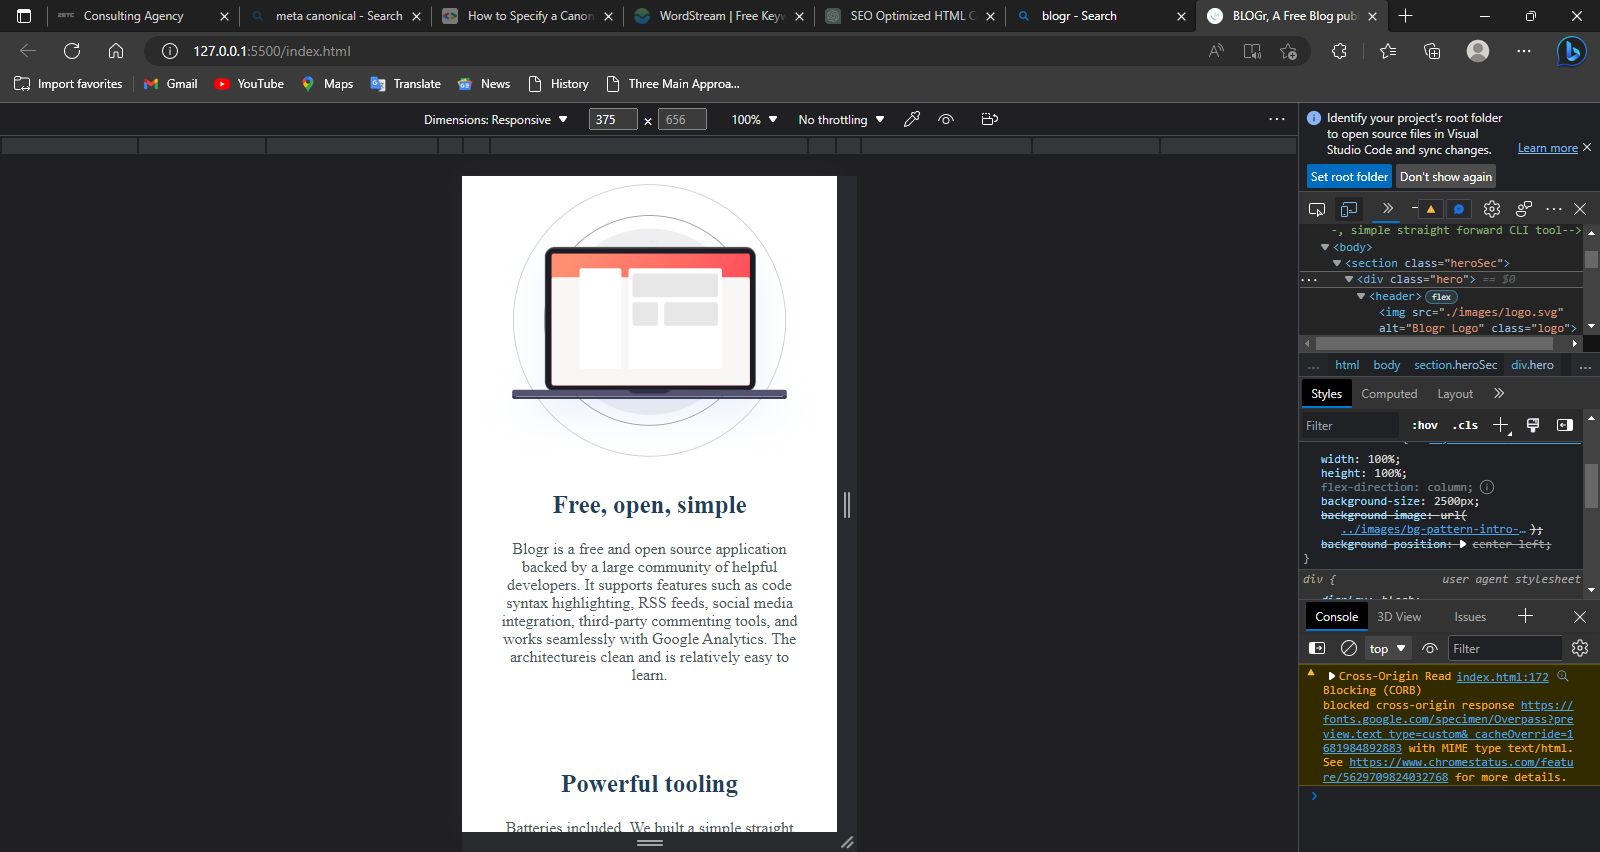 ZETC Consulting Agency
meta canonical - Search
How to Specify a Canon
WordStream | Free Keyw
SEO Optimized HTML C
blogr - Search
BLOGr, A Free Blog publ
127.0.0.1:5500/index.html
Import favorites
Gmail
YouTube
Maps
Translate
News
History
Three Main Approa...
Dimensions: Responsive
375
×
656
100%
No throttling
Identify your project's root folder
to open source files in Visual
Studio Code and sync changes.
Learn more
Set root folder
Don't show again
-, simple straight forward CLI tool-->
<body>
<section class="heroSec">
<div class="hero"> == $0
<header> flex
<img src="./images/logo.svg"
alt="Blogr Logo" class="logo">
... html body section.heroSec div.hero ...
Styles Computed Layout
Filter :hov .cls
width: 100%;
height: 100%;
flex-direction: column;
background-size: 2500px;
background-image: url(
../images/bg-pattern-intro-… );
background-position: center left;
}
div { user agent stylesheet
display: block;
Console 3D View Issues
top Filter
Cross-Origin Read index.html:172
Blocking (CORB)
blocked cross-origin response https://
fonts.google.com/specimen/Overpass?pre
view.text_type=custom&_cacheOverride=1
681984892883 with MIME type text/html.
See https://www.chromestatus.com/featu
re/5629709824032768 for more details.
Free, open, simple
Blogr is a free and open source application
backed by a large community of helpful
developers. It supports features such as code
syntax highlighting, RSS feeds, social media
integration, third-party commenting tools, and
works seamlessly with Google Analytics. The
architectureis clean and is relatively easy to
learn.
Powerful tooling
Batteries included. We built a simple straight